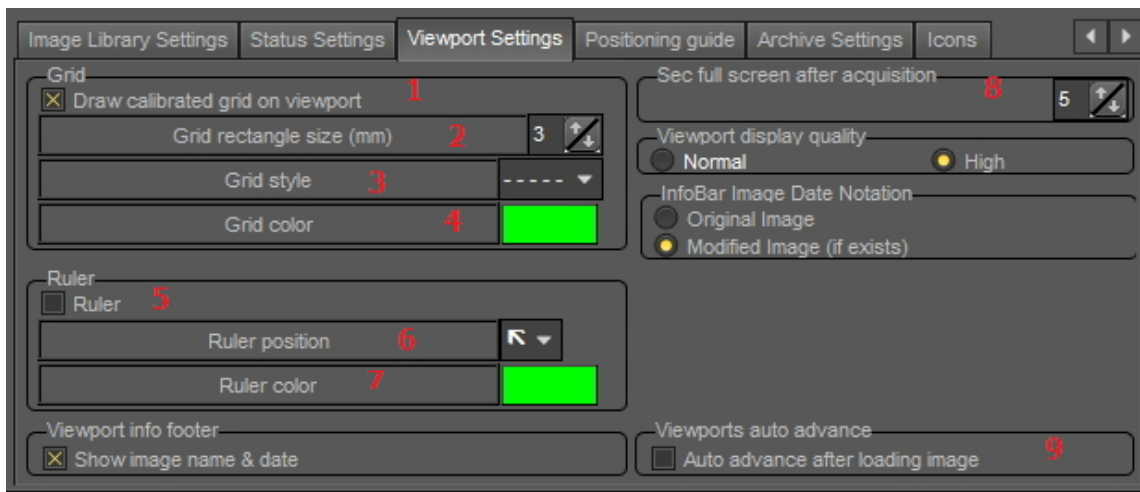 Image Library Settings Status Settings Viewport Settings Positioning guide Archive Settings Icons
Grid
Draw calibrated grid on viewport 1
Grid rectangle size (mm) 2 3
Grid style 3
Grid color 4
Ruler
Ruler 5
Ruler position 6
Ruler color 7
Viewport info footer
Show image name & date
Sec full screen after acquisition 8
5
Viewport display quality
Normal High
InfoBar Image Date Notation
Original Image
Modified Image (if exists)
Viewports auto advance
Auto advance after loading image 9